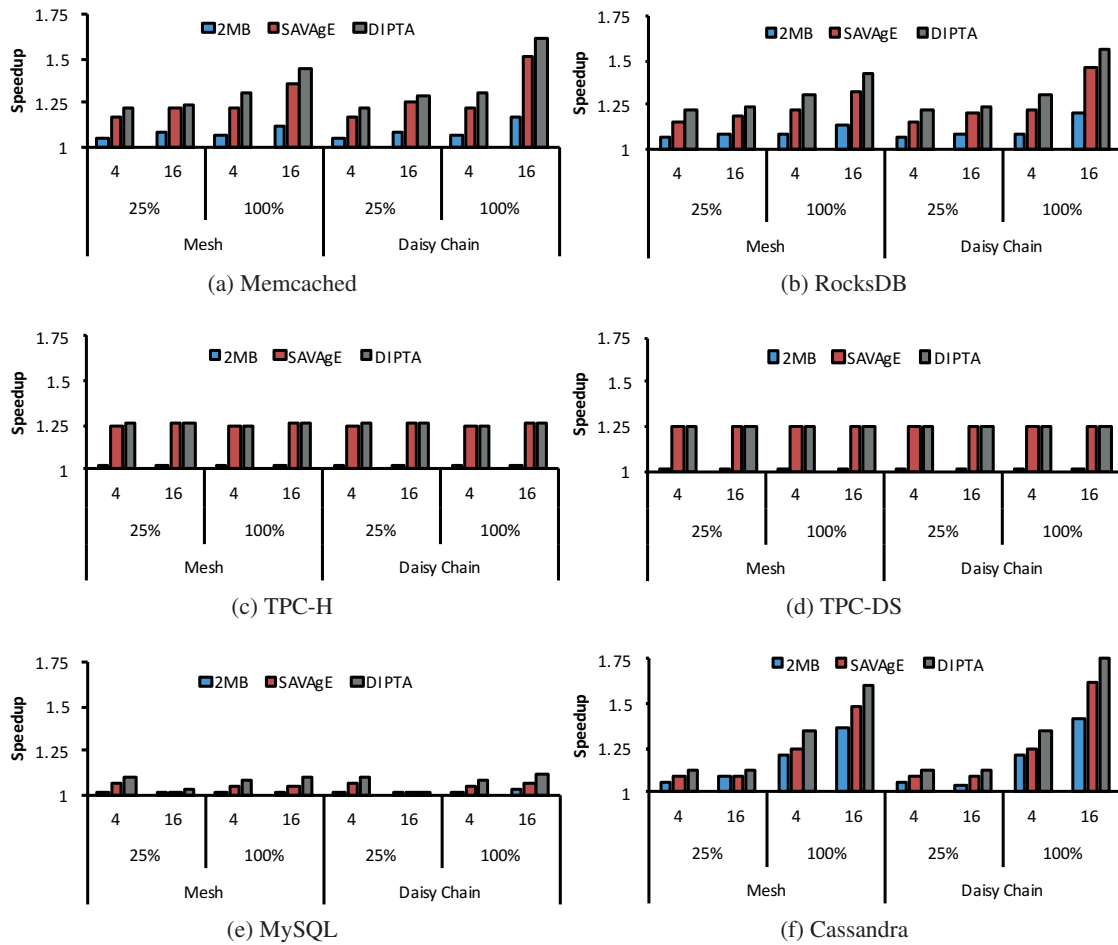 1.75
2MB SAVAgE DIPTA
1.5
Speedup
1.25
1
4 16 4 16 4 16 4 16
25% 100% 25% 100%
Mesh Daisy Chain
(a) Memcached
1.75
2MB SAVAgE DIPTA
1.5
Speedup
1.25
1
4 16 4 16 4 16 4 16
25% 100% 25% 100%
Mesh Daisy Chain
(b) RocksDB
1.75
2MB SAVAgE DIPTA
1.5
Speedup
1.25
1
4 16 4 16 4 16 4 16
25% 100% 25% 100%
Mesh Daisy Chain
(c) TPC-H
1.75
2MB SAVAgE DIPTA
1.5
Speedup
1.25
1
4 16 4 16 4 16 4 16
25% 100% 25% 100%
Mesh Daisy Chain
(d) TPC-DS
1.75
2MB SAVAgE DIPTA
1.5
Speedup
1.25
1
4 16 4 16 4 16 4 16
25% 100% 25% 100%
Mesh Daisy Chain
(e) MySQL
1.75
2MB SAVAgE DIPTA
1.5
Speedup
1.25
1
4 16 4 16 4 16 4 16
25% 100% 25% 100%
Mesh Daisy Chain
(f) Cassandra